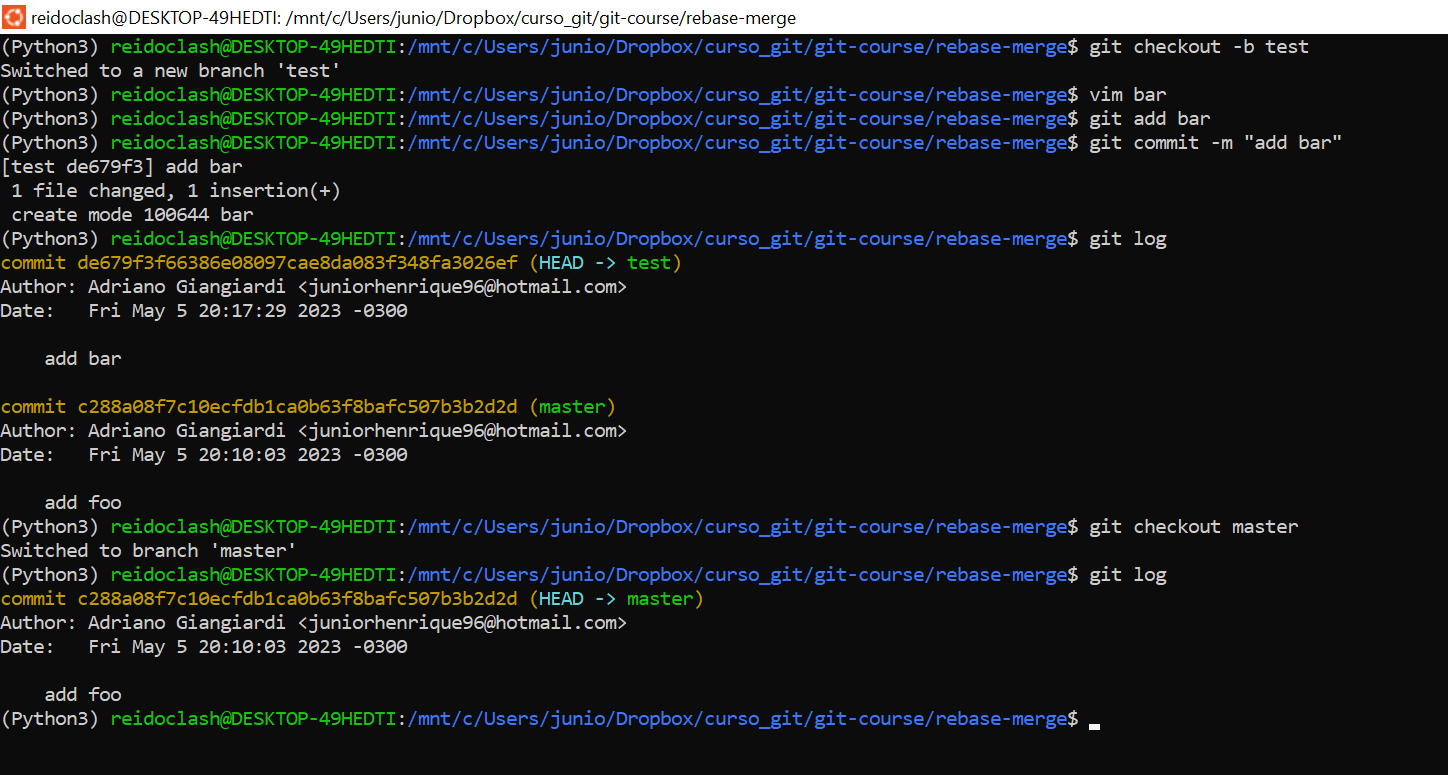 reidoclash@DESKTOP-49HEDTI: /mnt/c/Users/junio/Dropbox/curso_git/git-course/rebase-merge
(Python3) reidoclash@DESKTOP-49HEDTI:/mnt/c/Users/junio/Dropbox/curso_git/git-course/rebase-merge$ git checkout -b test
Switched to a new branch 'test'
(Python3) reidoclash@DESKTOP-49HEDTI:/mnt/c/Users/junio/Dropbox/curso_git/git-course/rebase-merge$ vim bar
(Python3) reidoclash@DESKTOP-49HEDTI:/mnt/c/Users/junio/Dropbox/curso_git/git-course/rebase-merge$ git add bar
(Python3) reidoclash@DESKTOP-49HEDTI:/mnt/c/Users/junio/Dropbox/curso_git/git-course/rebase-merge$ git commit -m "add bar"
[test de679f3] add bar
 1 file changed, 1 insertion(+)
 create mode 100644 bar
(Python3) reidoclash@DESKTOP-49HEDTI:/mnt/c/Users/junio/Dropbox/curso_git/git-course/rebase-merge$ git log
commit de679f3f66386e08097cae8da083f348fa3026ef (HEAD -> test)
Author: Adriano Giangiardi <juniorhenrique96@hotmail.com>
Date:   Fri May 5 20:17:29 2023 -0300

    add bar

commit c288a08f7c10ecfdb1ca0b63f8bafc507b3b2d2d (master)
Author: Adriano Giangiardi <juniorhenrique96@hotmail.com>
Date:   Fri May 5 20:10:03 2023 -0300

    add foo
(Python3) reidoclash@DESKTOP-49HEDTI:/mnt/c/Users/junio/Dropbox/curso_git/git-course/rebase-merge$ git checkout master
Switched to branch 'master'
(Python3) reidoclash@DESKTOP-49HEDTI:/mnt/c/Users/junio/Dropbox/curso_git/git-course/rebase-merge$ git log
commit c288a08f7c10ecfdb1ca0b63f8bafc507b3b2d2d (HEAD -> master)
Author: Adriano Giangiardi <juniorhenrique96@hotmail.com>
Date:   Fri May 5 20:10:03 2023 -0300

    add foo
(Python3) reidoclash@DESKTOP-49HEDTI:/mnt/c/Users/junio/Dropbox/curso_git/git-course/rebase-merge$